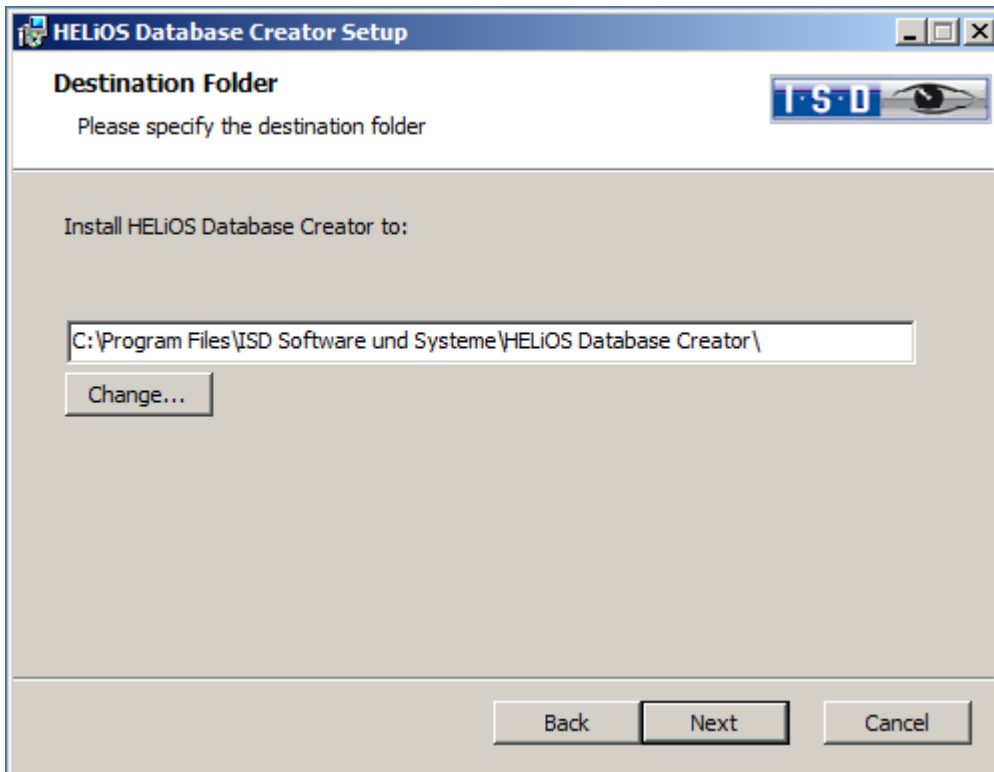 HELiOS Database Creator Setup
Destination Folder
Please specify the destination folder
I·S·D
Install HELiOS Database Creator to:
C:\Program Files\ISD Software und Systeme\HELiOS Database Creator\
Change...
Back
Next
Cancel